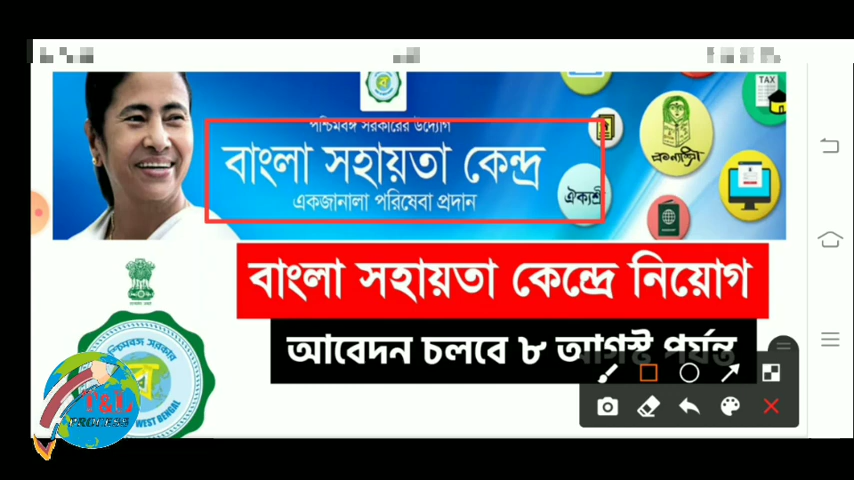 TAX
পশ্চিমবঙ্গ সরকারের উদ্যোগ
বাংলা সহায়তা কেন্দ্র
একজানালা পরিষেবা প্রদান
কন্যাশ্রী
ঐক্যশ্রী
বাংলা সহায়তা কেন্দ্রে নিয়োগ
আবেদন চলবে ৮ আগস্ট পর্যন্ত
পশ্চিমবঙ্গ সরকার
ব
WEST BENGAL
T&L